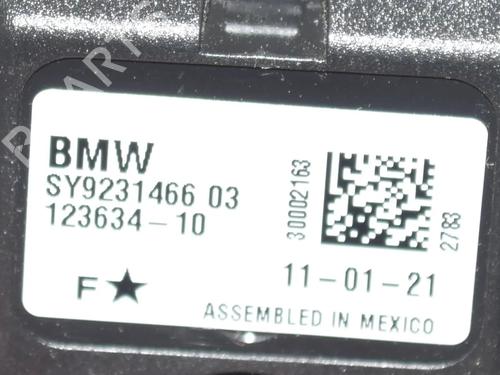 BMW
SY9231466 03
123634-10
30002163
2783
F★
11-01-21
ASSEMBLED IN MEXICO